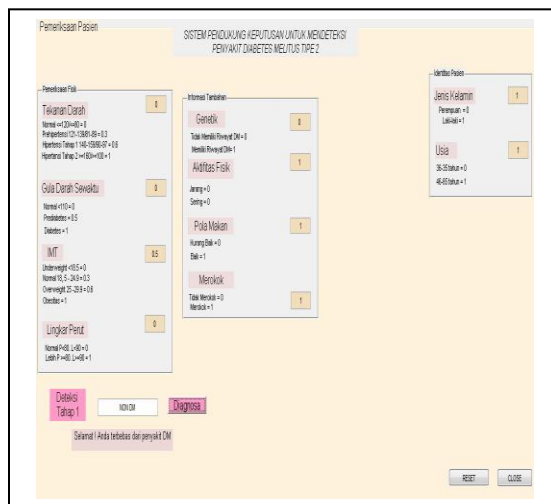 Pemeriksaan Pasien
SISTEM PENDUKUNG KEPUTUSAN UNTUK MENDETEKSI
PENYAKIT DIABETES MELITUS TIPE 2
Pemeriksaan Fisik
Tekanan Darah
0
Normal <=120/<=80 = 0
Prehipertensi 121-139/81-89 = 0.3
Hipertensi Tahap 1 140-159/90-97 = 0.6
Hipertensi Tahap 2 >=160/>=100 = 1
Gula Darah Sewaktu
0
Normal <110 = 0
Prediabetes = 0.5
Diabetes = 1
IMT
0.5
Underweight <18.5 = 0
Normal 18,.5 - 24.9 = 0.3
Overweight 25 -29.9 = 0.6
Obesitas = 1
Lingkar Perut
0
Normal P<80, L<90 = 0
Lebih P >=80, L>=90 = 1
Informasi Tambahan
Genetik
0
Tidak Memiliki Riwayat DM = 0
Memiliki Riwayat DM = 1
Aktifitas Fisik
1
Jarang = 0
Sering = 0
Pola Makan
1
Kurang Baik = 0
Baik = 1
Merokok
Tidak Merokok = 0
1
Merokok = 1
Identitas Pasien
Jenis Kelamin
1
Perempuan = 0
Laki-laki = 1
Usia
1
36-35 tahun = 0
46-65 tahun = 1
Deteksi
Tahap 1
NON DM
Diagnosa
Selamat ! Anda terbebas dari penyakit DM
RESET
CLOSE